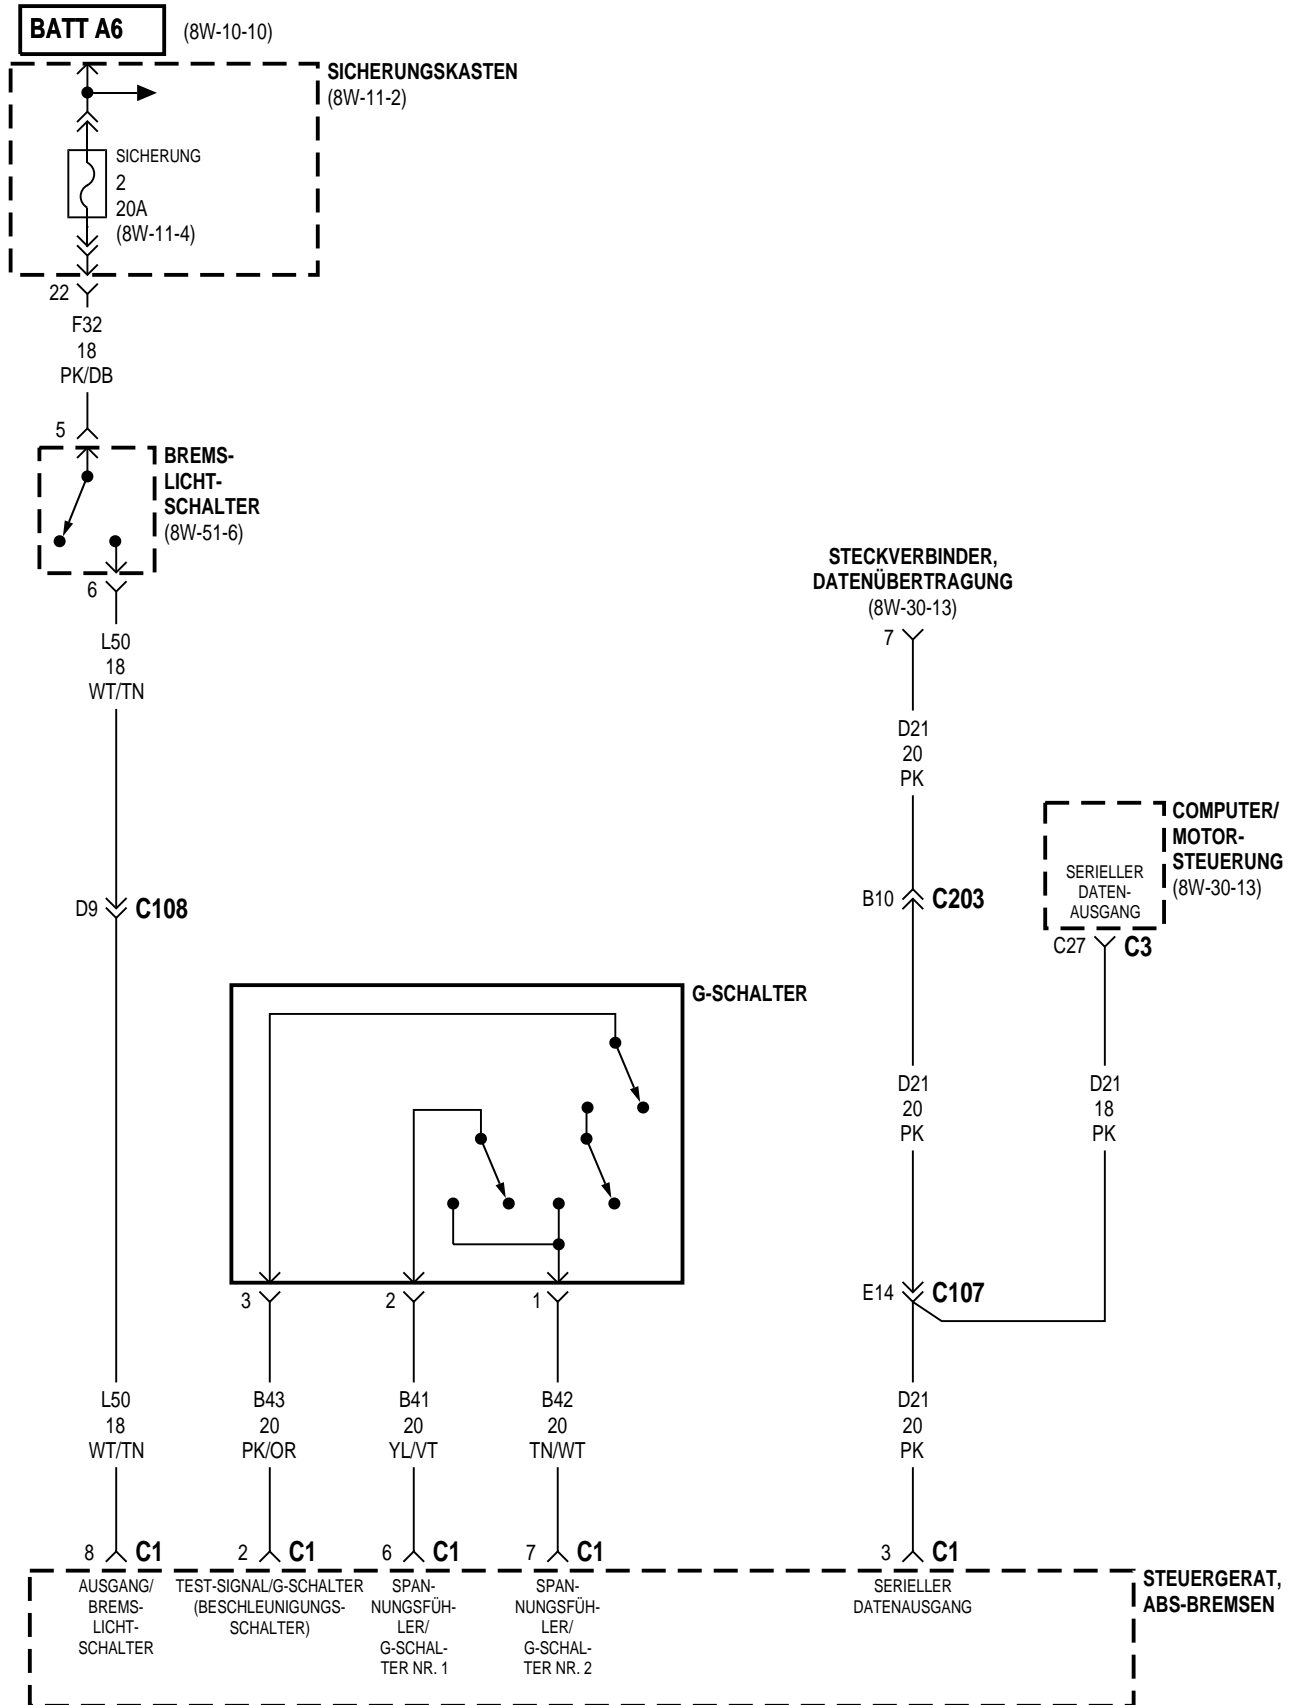 BATT A6 (8W-10-10)
SICHERUNGSKASTEN
(8W-11-2)
SICHERUNG
2
20A
(8W-11-4)
22
F32
18
PK/DB
5
BREMS-
LICHT-
SCHALTER
(8W-51-6)
6
L50
18
WT/TN
D9 C108
STECKVERBINDER,
DATENÜBERTRAGUNG
(8W-30-13)
7
D21
20
PK
B10 C203
COMPUTER/
MOTOR-
STEUERUNG
(8W-30-13)
SERIELLER
DATEN-
AUSGANG
C27 C3
G-SCHALTER
3 2 1
D21
20
PK
D21
18
PK
E14 C107
L50
18
WT/TN
B43
20
PK/OR
B41
20
YL/VT
B42
20
TN/WT
D21
20
PK
8 C1
2 C1
6 C1
7 C1
3 C1
AUSGANG/
BREMS-
LICHT-
SCHALTER
TEST-SIGNAL/G-SCHALTER
(BESCHLEUNIGUNGS-
SCHALTER)
SPAN-
NUNGSFÜH-
LER/
G-SCHAL-
TER NR. 1
SPAN-
NUNGSFÜH-
LER/
G-SCHAL-
TER NR. 2
SERIELLER
DATENAUSGANG
STEUERGERAT,
ABS-BREMSEN